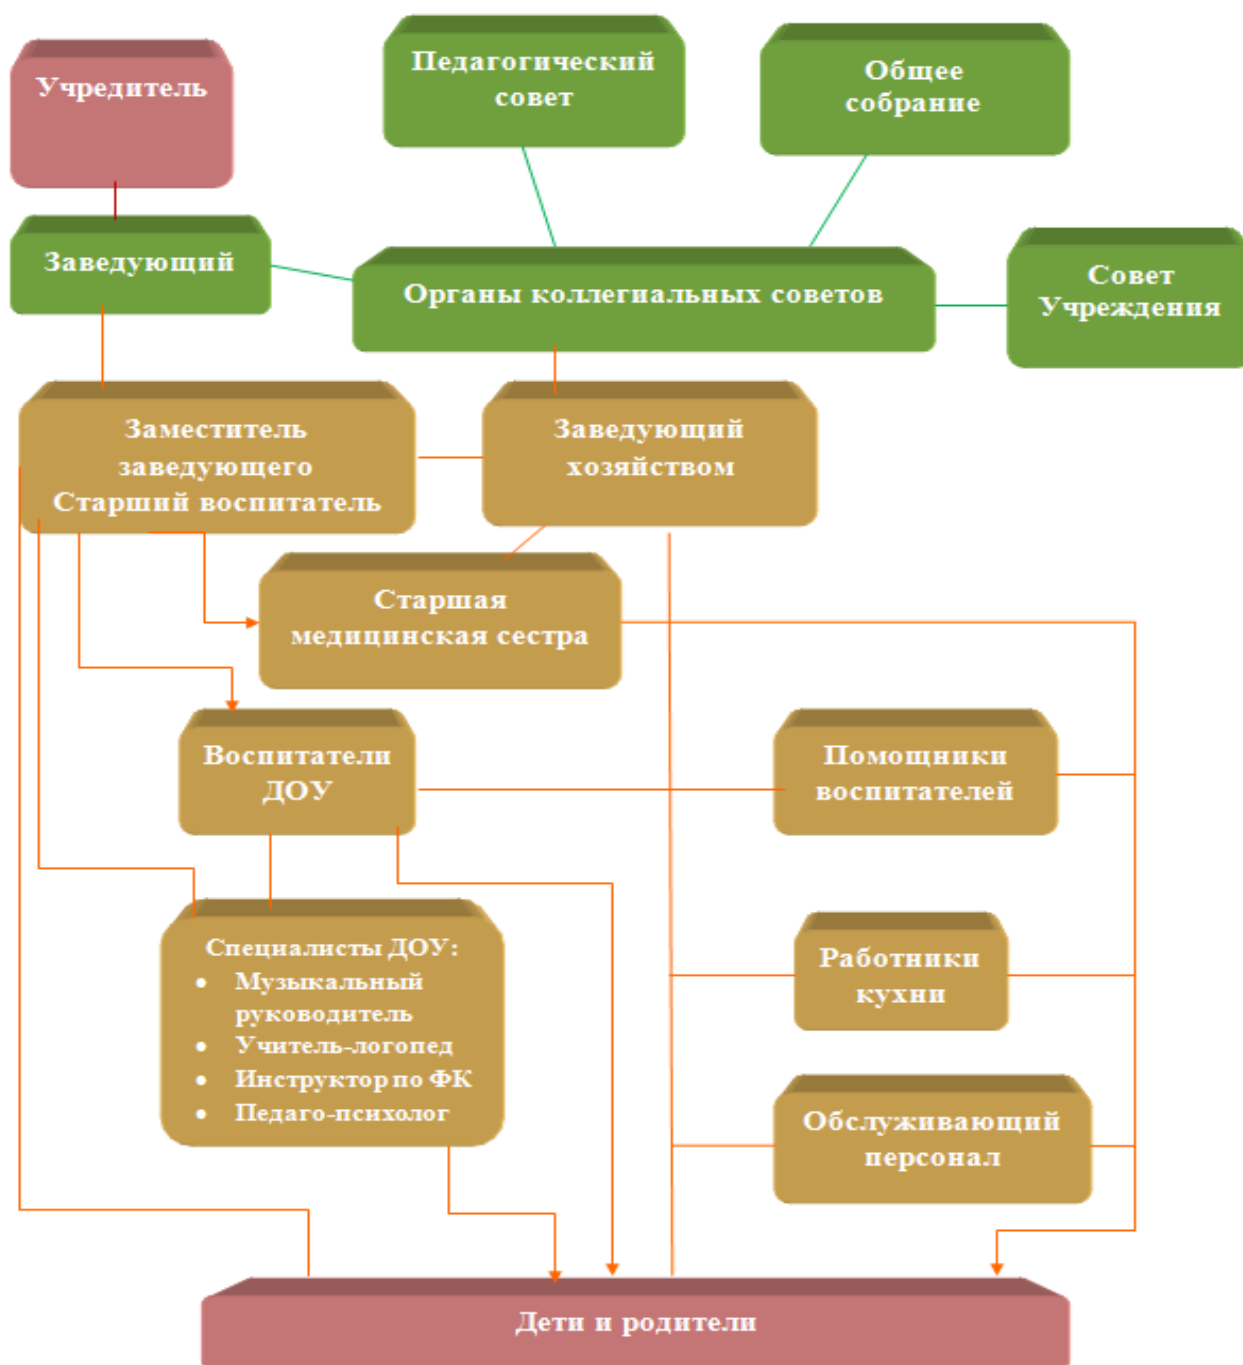 Учредитель
Педагогический
совет
Общее
собрание
Заведующий
Органы коллегиальных советов
Совет
Учреждения
Заместитель
заведующего
Старший воспитатель
Заведующий
хозяйством
Старшая
медицинская сестра
Воспитатели
ДОУ
Помощники
воспитателей
Специалисты ДОУ:
• Музыкальный
руководитель
• Учитель-логопед
• Инструктор по ФК
• Педаго-психолог
Работники
кухни
Обслуживающий
персонал
Дети и родители